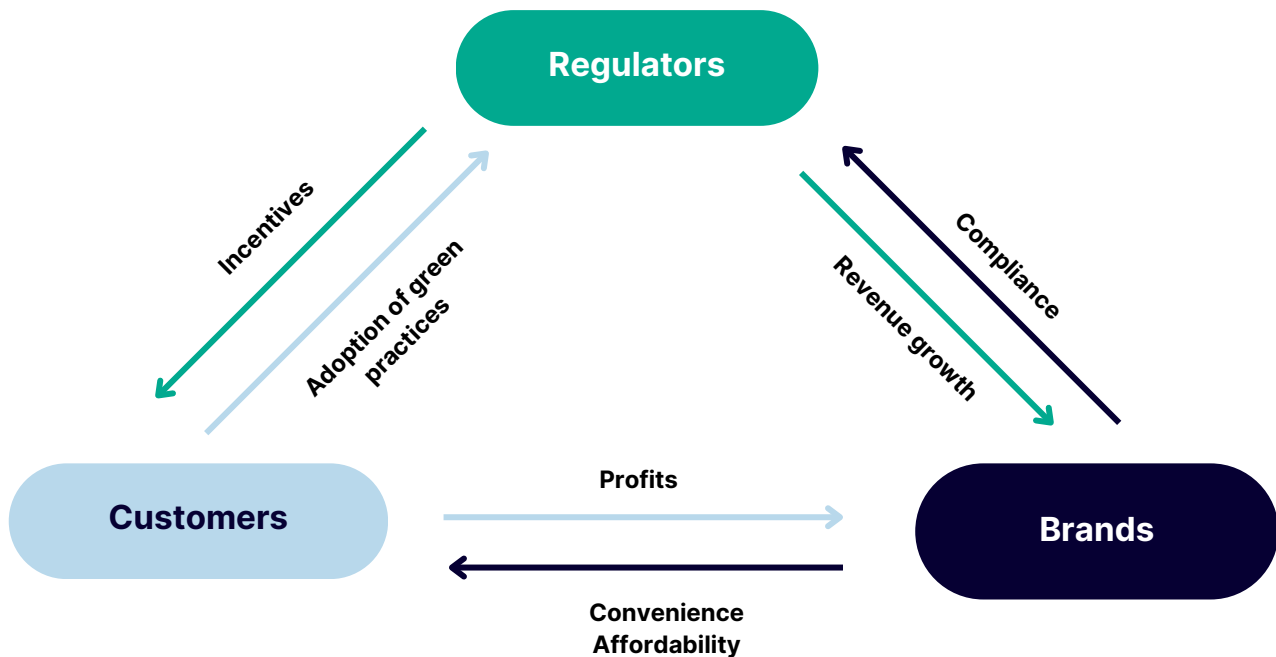 Regulators
Incentives
Adoption of green
practices
Compliance
Revenue growth
Customers
Profits
Brands
Convenience
Affordability